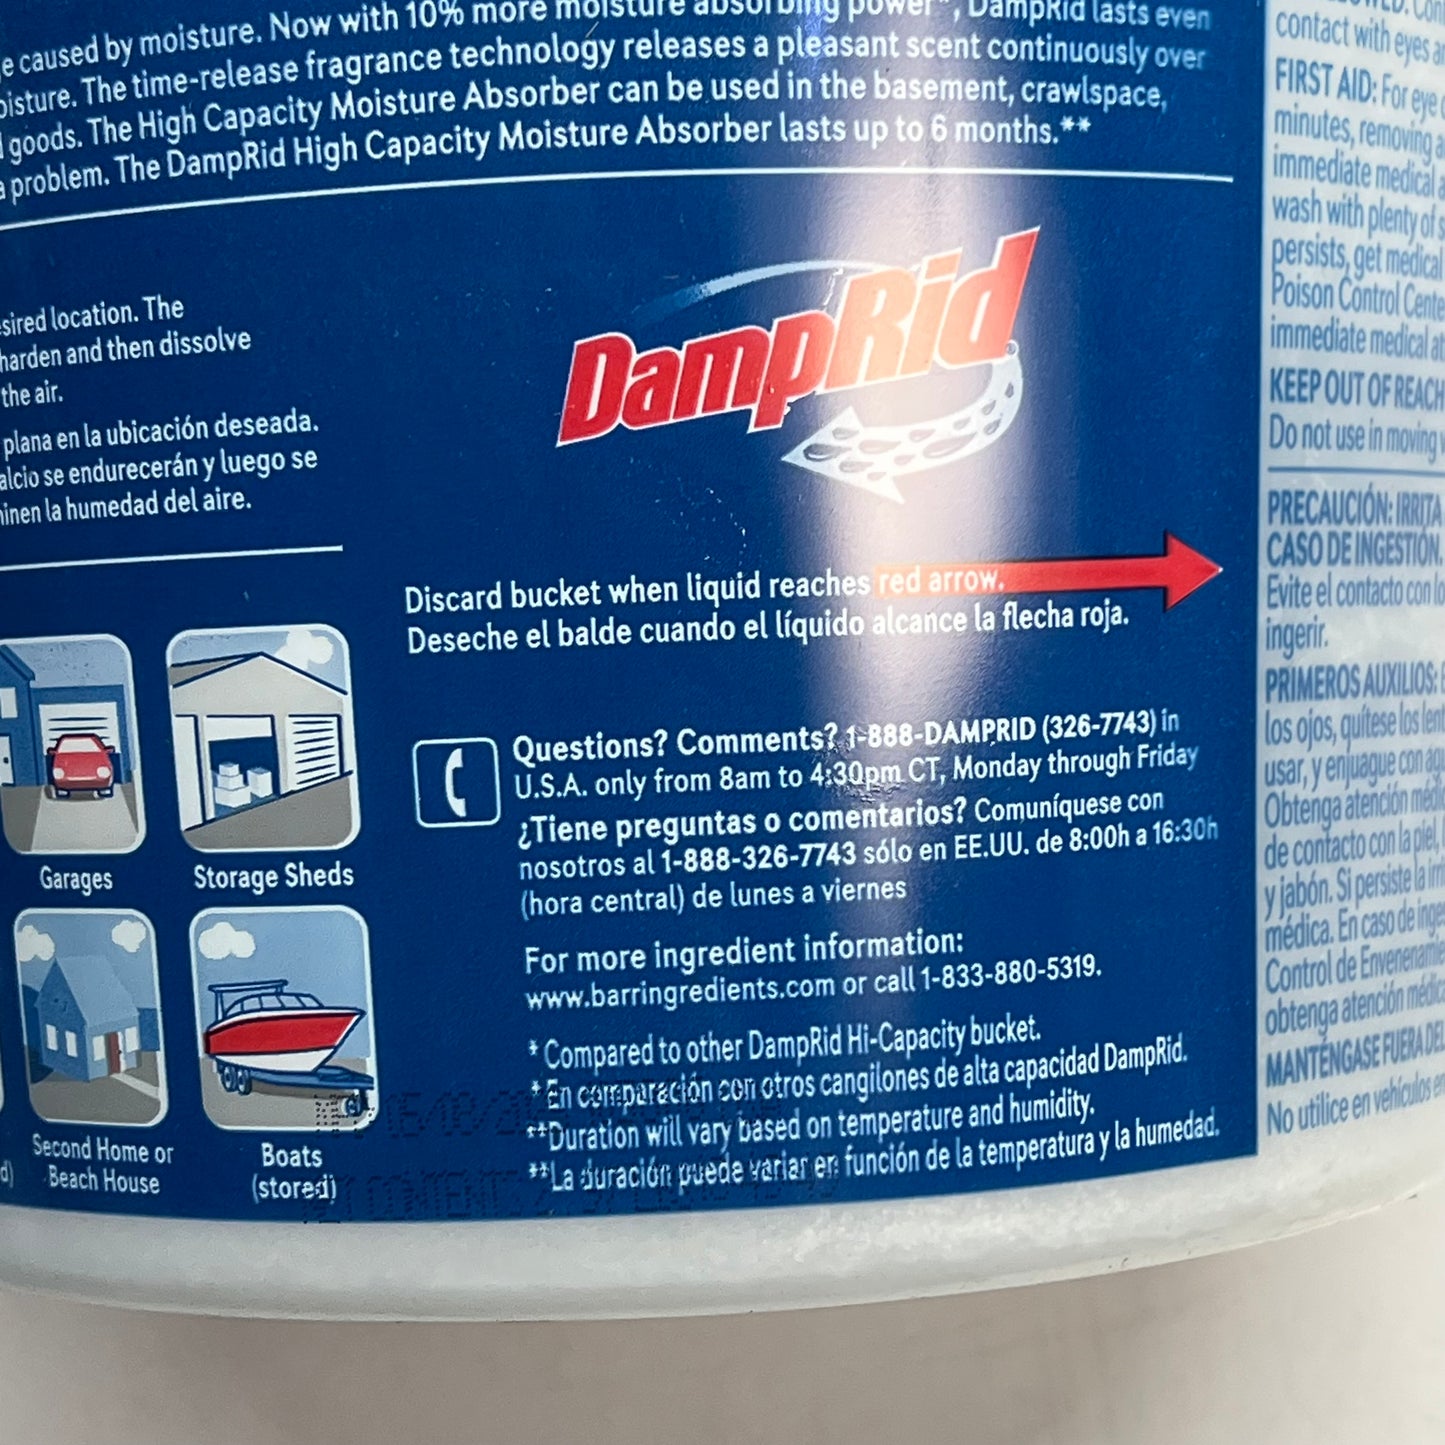 e caused by moisture. Now with 10% more moisture absorbing power*, DampRid lasts even
oisture. The time-release fragrance technology releases a pleasant scent continuously over
goods. The High Capacity Moisture Absorber can be used in the basement, crawlspace,
a problem. The DampRid High Capacity Moisture Absorber lasts up to 6 months.**
sired location. The
harden and then dissolve
the air.
plana en la ubicación deseada.
alcio se endurecerán y luego se
minen la humedad del aire.
DampRid®
Discard bucket when liquid reaches red arrow.
Deseche el balde cuando el líquido alcance la flecha roja.
Garages
Storage Sheds
Second Home or
Beach House
Boats
(stored)
Questions? Comments? 1-888-DAMPRID (326-7743) in
U.S.A. only from 8am to 4:30pm CT, Monday through Friday
¿Tiene preguntas o comentarios? Comuníquese con
nosotros al 1-888-326-7743 sólo en EE.UU. de 8:00h a 16:30h
(hora central) de lunes a viernes
For more ingredient information:
www.barringredients.com or call 1-833-880-5319.
* Compared to other DampRid Hi-Capacity bucket.
* En comparación con otros cangilones de alta capacidad DampRid.
**Duration will vary based on temperature and humidity.
**La duración puede variar en función de la temperatura y la humedad.
NET CONTENTS
contact with eyes a
FIRST AID: For eye
minutes, removing a
immediate medical a
wash with plenty of s
persists, get medical
Poison Control Cente
immediate medical at
KEEP OUT OF REACH
Do not use in moving
PRECAUCIÓN: IRRITA
CASO DE INGESTIÓN.
Evite el contacto con lo
ingerir.
PRIMEROS AUXILIOS:
los ojos, quítese los lent
usar, y enjuague con agu
Obtenga atención médic
de contacto con la piel,
y jabón. Si persiste la irri
médica. En caso de inges
Control de Envenenamie
obtenga atención médica
MANTÉNGASE FUERA DEL
No utilice en vehículos en